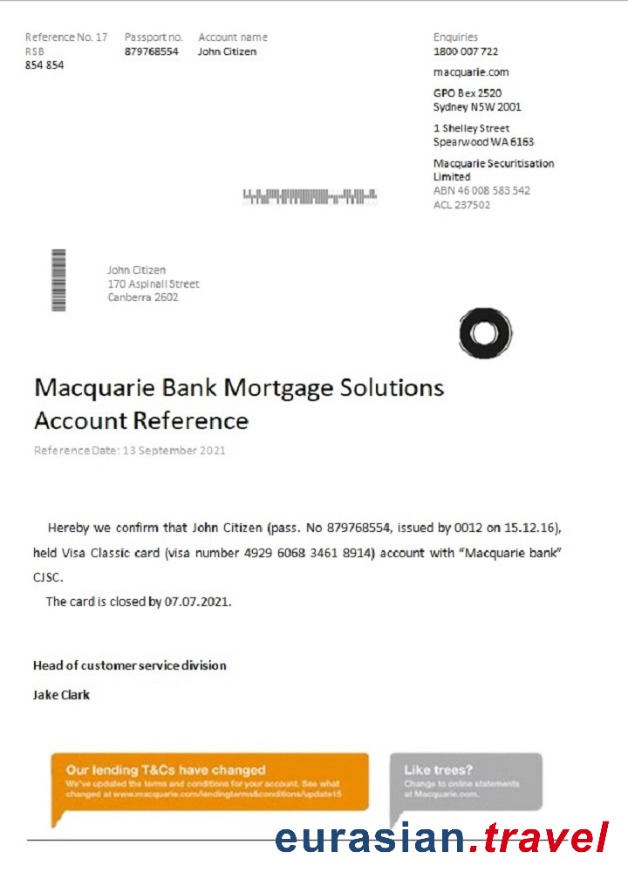 Reference No. 17
RSB
854 854
Passport no.
879768554
Account name
John Citizen
Enquiries
1800 007 722
macquarie.com
GPO Bex 2520
Sydney N5W 2001
1 Shelley Street
Spearwood WA 6163
Macquarie Securitisation
Limited
ABN 46 008 583 542
ACL 237502
John Citizen
170 Aspinall Street
Canberra 2602
Macquarie Bank Mortgage Solutions
Account Reference
Reference Date: 13 September 2021
Hereby we confirm that John Citizen (pass. No 879768554, issued by 0012 on 15.12.16),
held Visa Classic card (visa number 4929 6068 3461 8914) account with "Macquarie bank"
CJSC.
The card is closed by 07.07.2021.
Head of customer service division
Jake Clark
Our lending T&Cs have changed
We've updated the terms and conditions for your account. See what
changed at www.macquarie.com/lendingterms&conditions/update15
Like trees?
Change to online statements
at Macquarie.com.
eurasian.travel